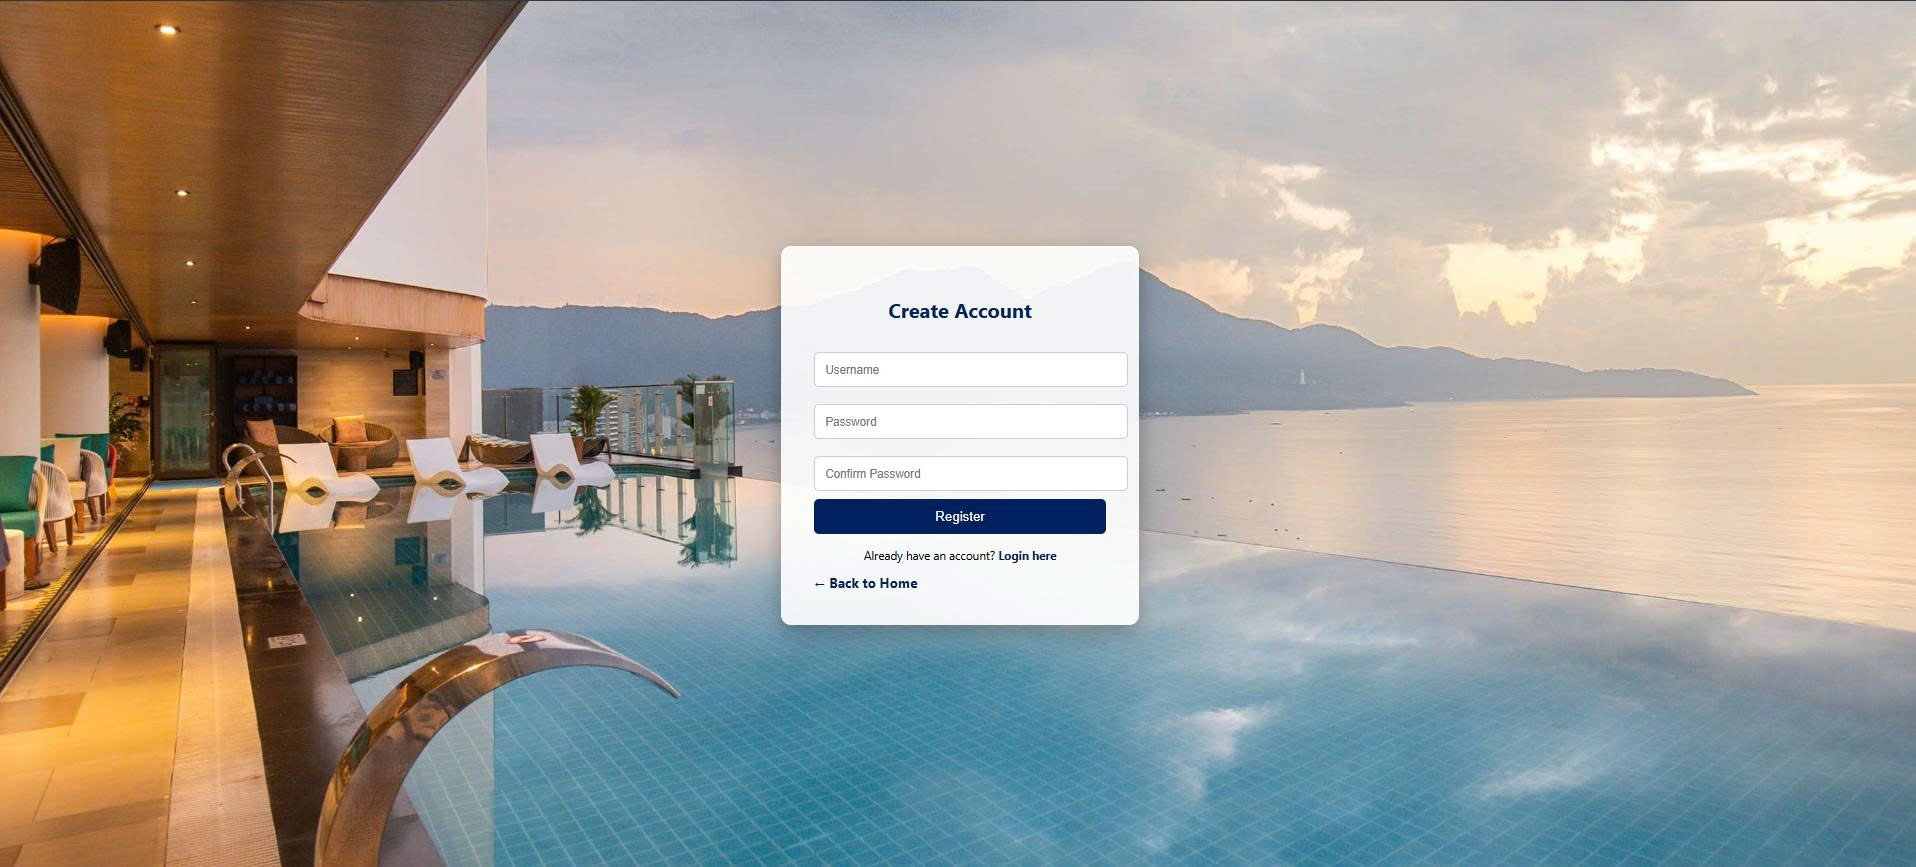 Create Account
Username
Password
Confirm Password
Register
Already have an account? Login here
← Back to Home